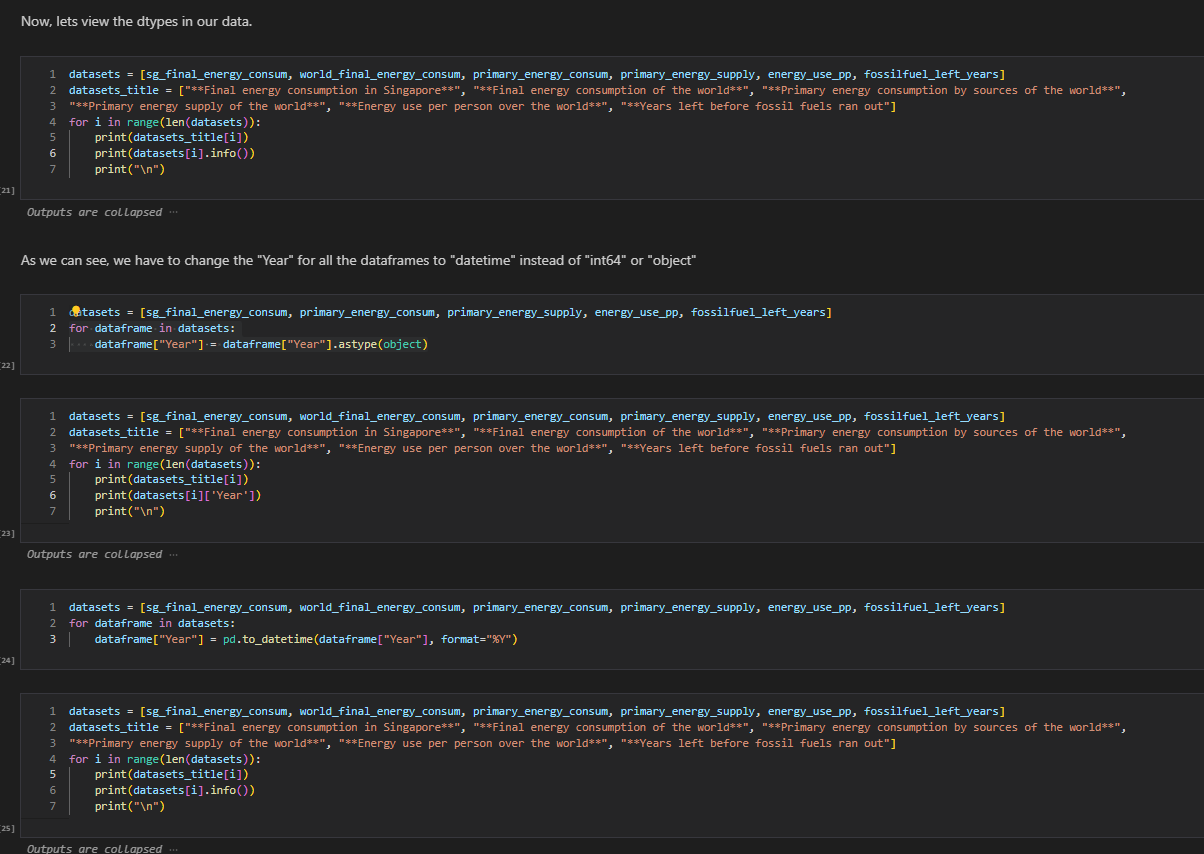 Now, lets view the dtypes in our data.
1 datasets = [sg_final_energy_consum, world_final_energy_consum, primary_energy_consum, primary_energy_supply, energy_use_pp, fossilfuel_left_years]
2 datasets_title = ["**Final energy consumption in Singapore**", "**Final energy consumption of the world**", "**Primary energy consumption by sources of the world**",
3 "**Primary energy supply of the world**", "**Energy use per person over the world**", "**Years left before fossil fuels ran out"]
4 for i in range(len(datasets)):
5 print(datasets_title[i])
6 print(datasets[i].info())
7 print("\n")
[21]
Outputs are collapsed ...
As we can see, we have to change the "Year" for all the dataframes to "datetime" instead of "int64" or "object"
1 datasets = [sg_final_energy_consum, primary_energy_consum, primary_energy_supply, energy_use_pp, fossilfuel_left_years]
2 for dataframe in datasets:
3 dataframe["Year"] = dataframe["Year"].astype(object)
[22]
1 datasets = [sg_final_energy_consum, world_final_energy_consum, primary_energy_consum, primary_energy_supply, energy_use_pp, fossilfuel_left_years]
2 datasets_title = ["**Final energy consumption in Singapore**", "**Final energy consumption of the world**", "**Primary energy consumption by sources of the world**",
3 "**Primary energy supply of the world**", "**Energy use per person over the world**", "**Years left before fossil fuels ran out"]
4 for i in range(len(datasets)):
5 print(datasets_title[i])
6 print(datasets[i]['Year'])
7 print("\n")
[23]
Outputs are collapsed ...
1 datasets = [sg_final_energy_consum, world_final_energy_consum, primary_energy_consum, primary_energy_supply, energy_use_pp, fossilfuel_left_years]
2 for dataframe in datasets:
3 dataframe["Year"] = pd.to_datetime(dataframe["Year"], format="%Y")
[24]
1 datasets = [sg_final_energy_consum, world_final_energy_consum, primary_energy_consum, primary_energy_supply, energy_use_pp, fossilfuel_left_years]
2 datasets_title = ["**Final energy consumption in Singapore**", "**Final energy consumption of the world**", "**Primary energy consumption by sources of the world**",
3 "**Primary energy supply of the world**", "**Energy use per person over the world**", "**Years left before fossil fuels ran out"]
4 for i in range(len(datasets)):
5 print(datasets_title[i])
6 print(datasets[i].info())
7 print("\n")
[25]
Outputs are collapsed ...